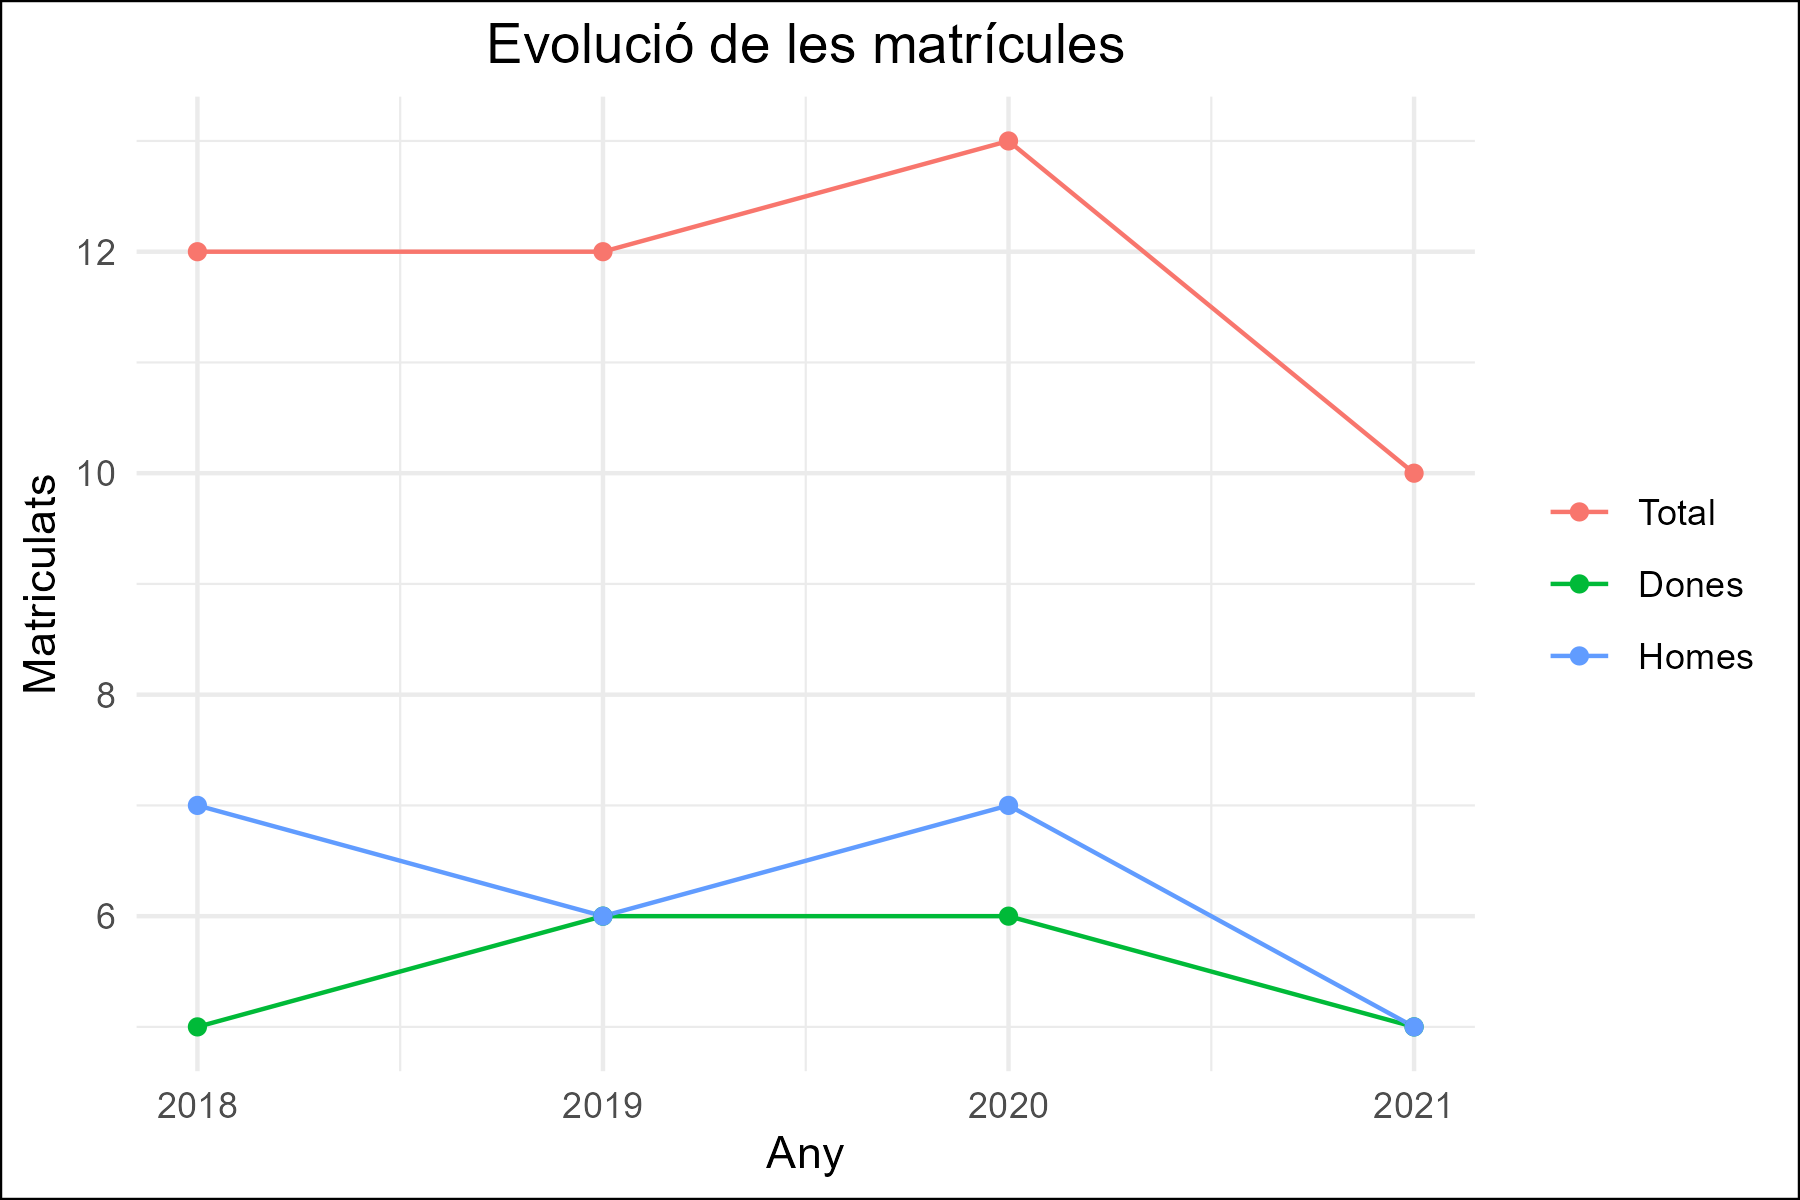 Evolució de les matrícules
Matriculats
12
10
8
6
2018 2019 2020 2021
Any
Total
Dones
Homes